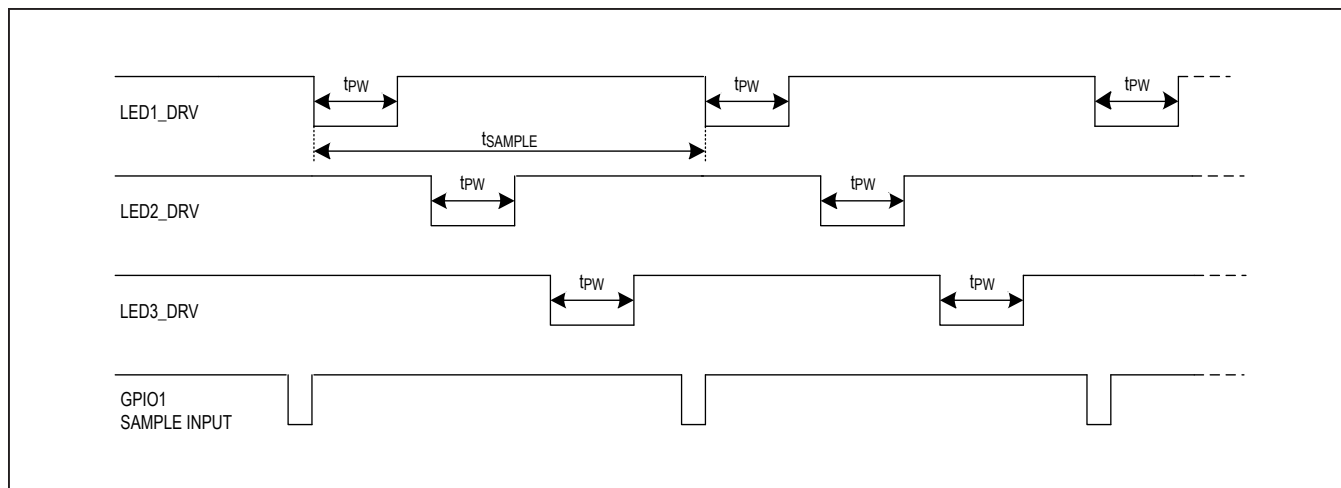 tPW tPW tPW
LED1_DRV
tSAMPLE
tPW tPW
LED2_DRV
tPW tPW
LED3_DRV
GPIO1
SAMPLE INPUT